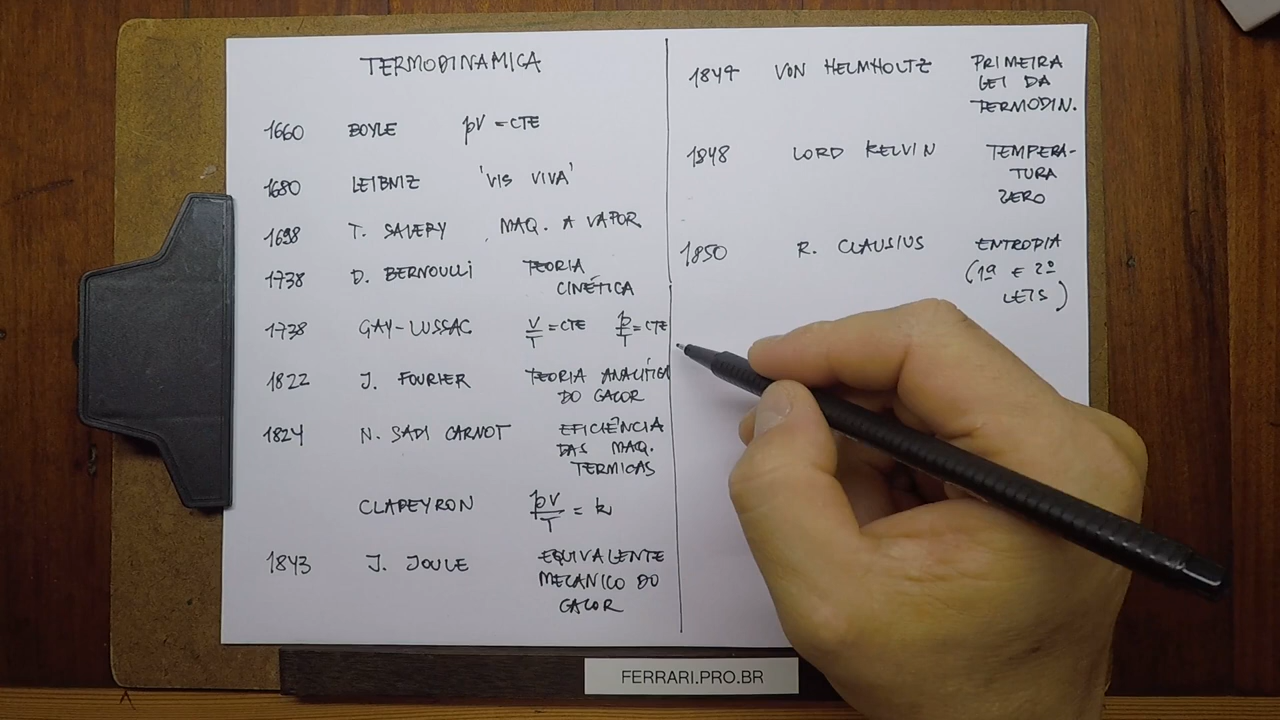 TERMODINAMICA
1660 BOYLE pV = CTE
1680 LEIBNIZ 'VIS VIVA'
1698 T. SAVERY MAQ. A VAPOR
1738 D. BERNOULLI TEORIA
CINÉTICA
1738 GAY-LUSSAC V/T = CTE p/T = CTE
1822 J. FOURIER TEORIA ANALÍTICA
DO CALOR
1824 N. SADI CARNOT EFICIÊNCIA
DAS MAQ.
TERMICAS
CLAPEYRON pV/T = k
1843 J. JOULE EQUIVALENTE
MECANICO DO
CALOR
1847 VON HELMHOLTZ PRIMEIRA
LEI DA
TERMODIN.
1848 LORD KELVIN TEMPERA-
TURA
ZERO
1850 R. CLAUSIUS ENTROPIA
(1ª E 2ª
LEIS)
FERRARI.PRO.BR